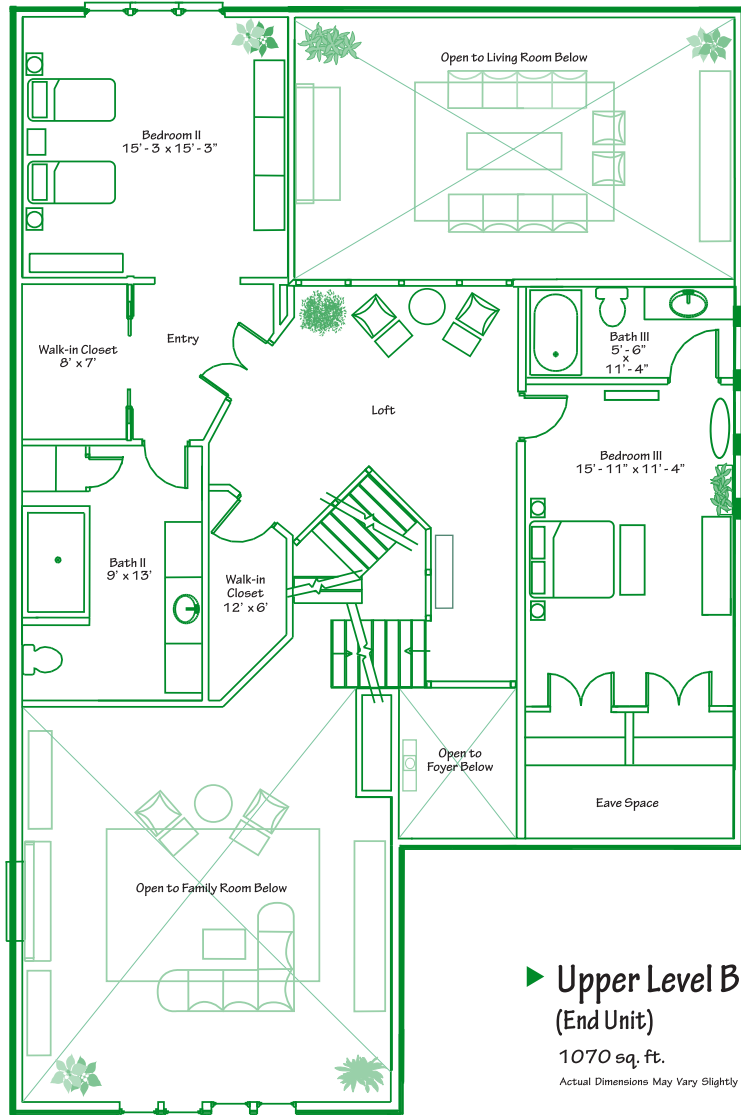 Open to Living Room Below
Bedroom II
15' - 3 x 15' - 3"
Entry
Walk-in Closet
8' x 7'
Bath III
5' - 6"
x
11' - 4"
Loft
Bedroom III
15' - 11" x 11' - 4"
Bath II
9' x 13'
Walk-in
Closet
12' x 6'
Open to
Foyer Below
Eave Space
Open to Family Room Below
Upper Level B
(End Unit)
1070 sq. ft.
Actual Dimensions May Vary Slightly